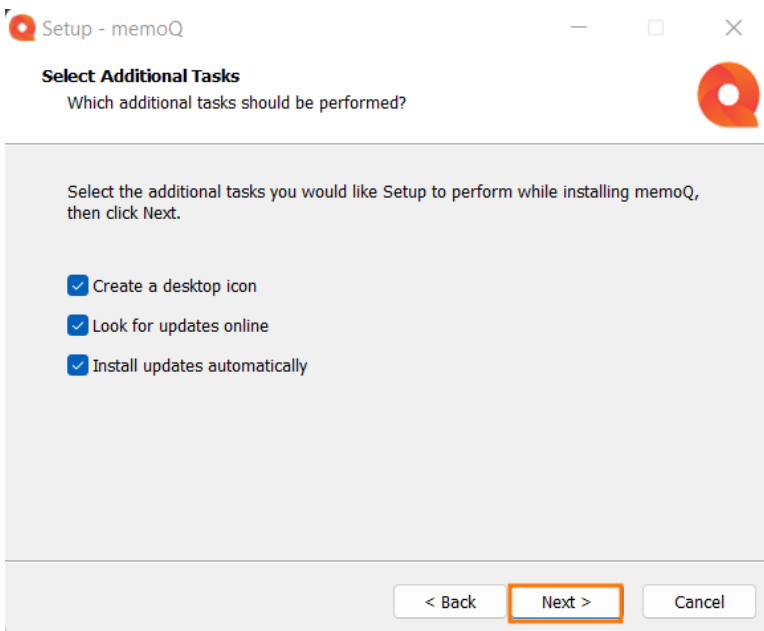 Setup - memoQ
Select Additional Tasks
Which additional tasks should be performed?
Select the additional tasks you would like Setup to perform while installing memoQ,
then click Next.
Create a desktop icon
Look for updates online
Install updates automatically
< Back
Next >
Cancel